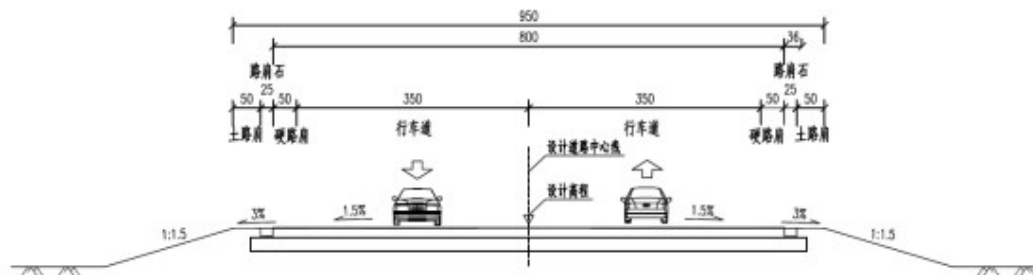 950
800 36
路肩石 路肩石
50 25 50 350 350 50 25 50
土路肩 硬路肩 行车道 行车道 硬路肩 土路肩
设计道路中心线
设计高程
3% 1.5% 1.5% 3%
1:1.5 1:1.5